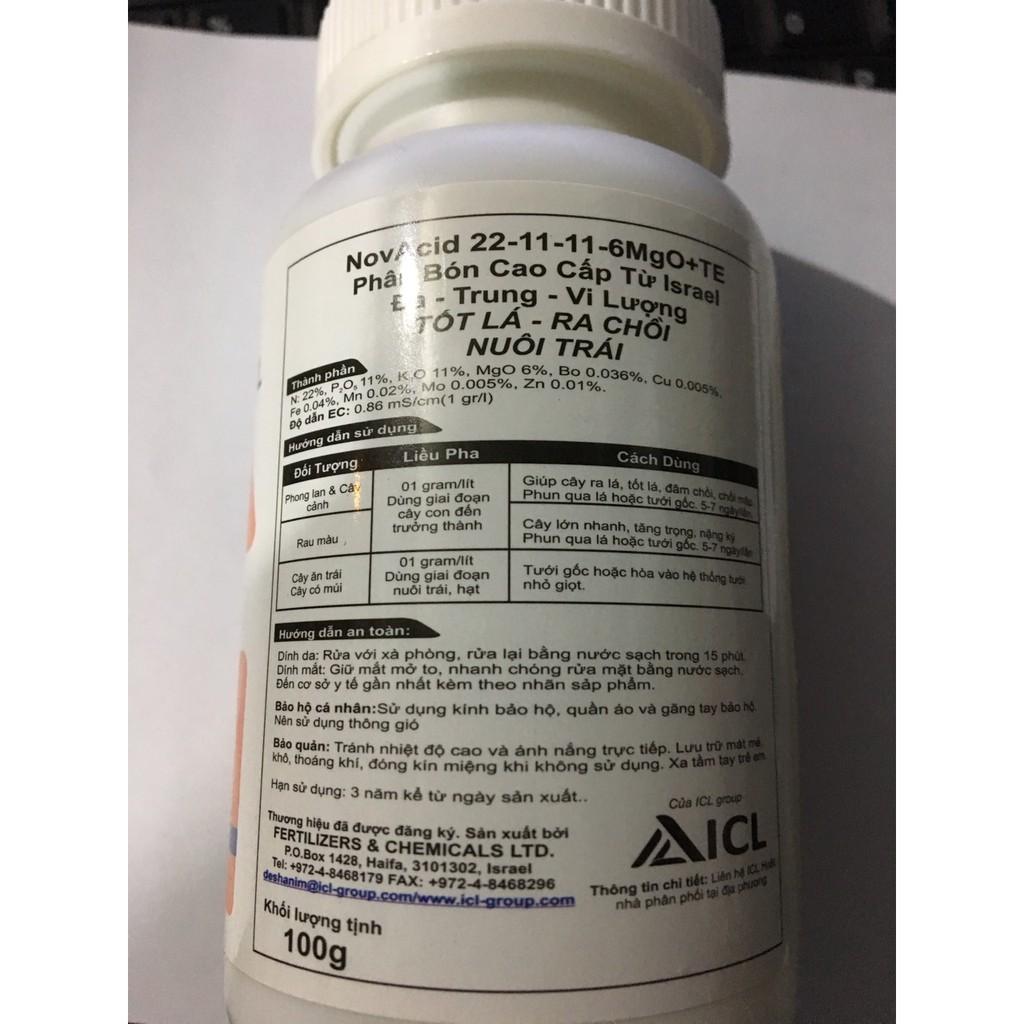 NovAcid 22-11-11-6MgO+TE
Phân Bón Cao Cấp Từ Israel
Đa - Trung - Vi Lượng
TỐT LÁ - RA CHỒI
NUÔI TRÁI
Thành phần
N: 22%, P₂O₅ 11%, K₂O 11%, MgO 6%, Bo 0.036%, Cu 0.005%,
Fe 0.04%, Mn 0.02%, Mo 0.005%, Zn 0.01%.
Độ dẫn EC: 0.86 mS/cm(1 gr/l)
Hướng dẫn sử dụng
Đối Tượng Liều Pha Cách Dùng
Phong lan & Cây
cảnh
01 gram/lít
Dùng giai đoạn
cây con đến
trưởng thành
Giúp cây ra lá, tốt lá, đâm chồi, chồi mập
Phun qua lá hoặc tưới gốc. 5-7 ngày/lần
Rau màu
Cây lớn nhanh, tăng trọng, nặng ký
Phun qua lá hoặc tưới gốc. 5-7 ngày/lần
Cây ăn trái
Cây có múi
01 gram/lít
Dùng giai đoạn
nuôi trái, hạt
Tưới gốc hoặc hòa vào hệ thống tưới
nhỏ giọt.
Hướng dẫn an toàn:
Dính da: Rửa với xà phòng, rửa lại bằng nước sạch trong 15 phút.
Dính mắt: Giữ mắt mở to, nhanh chóng rửa mặt bằng nước sạch.
Đến cơ sở y tế gần nhất kèm theo nhãn sảp phẩm.
Bảo hộ cá nhân:Sử dụng kính bảo hộ, quần áo và găng tay bảo hộ.
Nên sử dụng thông gió
Bảo quản: Tránh nhiệt độ cao và ánh nắng trực tiếp. Lưu trữ mát mẻ,
khô, thoáng khí, đóng kín miệng khi không sử dụng. Xa tầm tay trẻ em.
Hạn sử dụng: 3 năm kể từ ngày sản xuất..
Thương hiệu đã được đăng ký. Sản xuất bởi
FERTILIZERS & CHEMICALS LTD.
P.O.Box 1428, Haifa, 3101302, Israel
Tel: +972-4-8468179 FAX: +972-4-8468296
deshanim@icl-group.com/www.icl-group.com
Của ICL group
ICL
Thông tin chi tiết: Liên hệ ICL
nhà phân phối tại địa phương
Khối lượng tịnh
100g